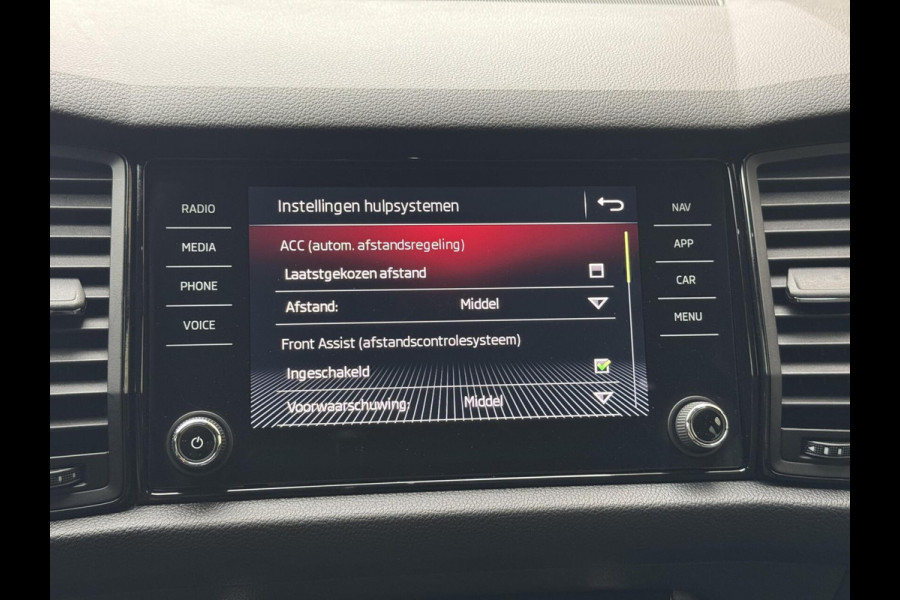 Instellingen hulpsystemen
RADIO
MEDIA
PHONE
VOICE
ACC (autom. afstandsregeling)
Laatstgekozen afstand
Afstand: Middel
Front Assist (afstandscontrolesysteem)
Ingeschakeld
Voorwaarschuwing: Middel
NAV
APP
CAR
MENU